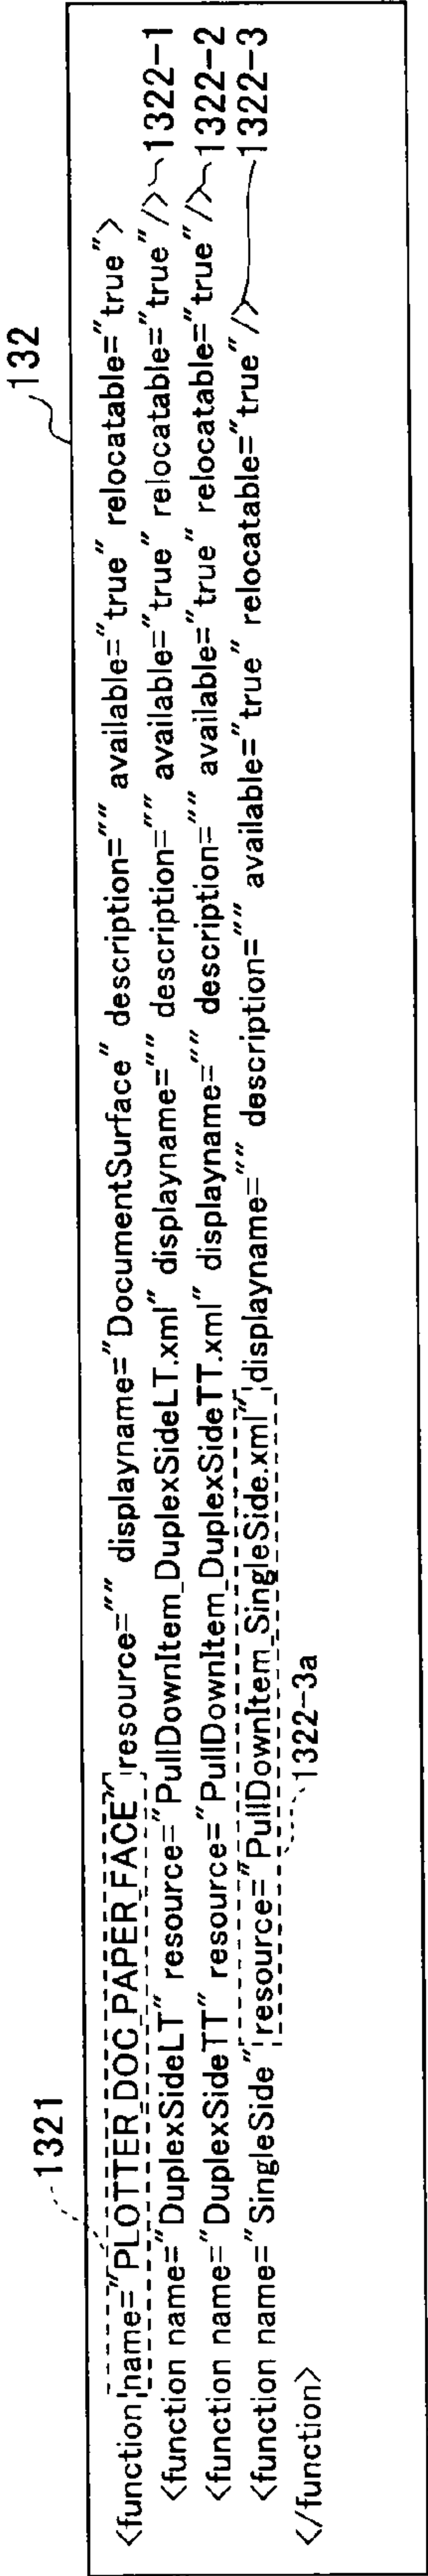 132
1321
<function name="PLOTTER_DOC_PAPER_FACE" resource="" displayname="DocumentSurface" description="" available="true" relocatable="true">
<function name="DuplexSideLT" resource="PullDownItem_DuplexSideLT.xml" displayname="" description="" available="true" relocatable="true"/> 1322-1
<function name="DuplexSideTT" resource="PullDownItem_DuplexSideTT.xml" displayname="" description="" available="true" relocatable="true"/> 1322-2
<function name="SingleSide" resource="PullDownItem_SingleSide.xml" displayname="" description="" available="true" relocatable="true"/> 1322-3
1322-3a
</function>